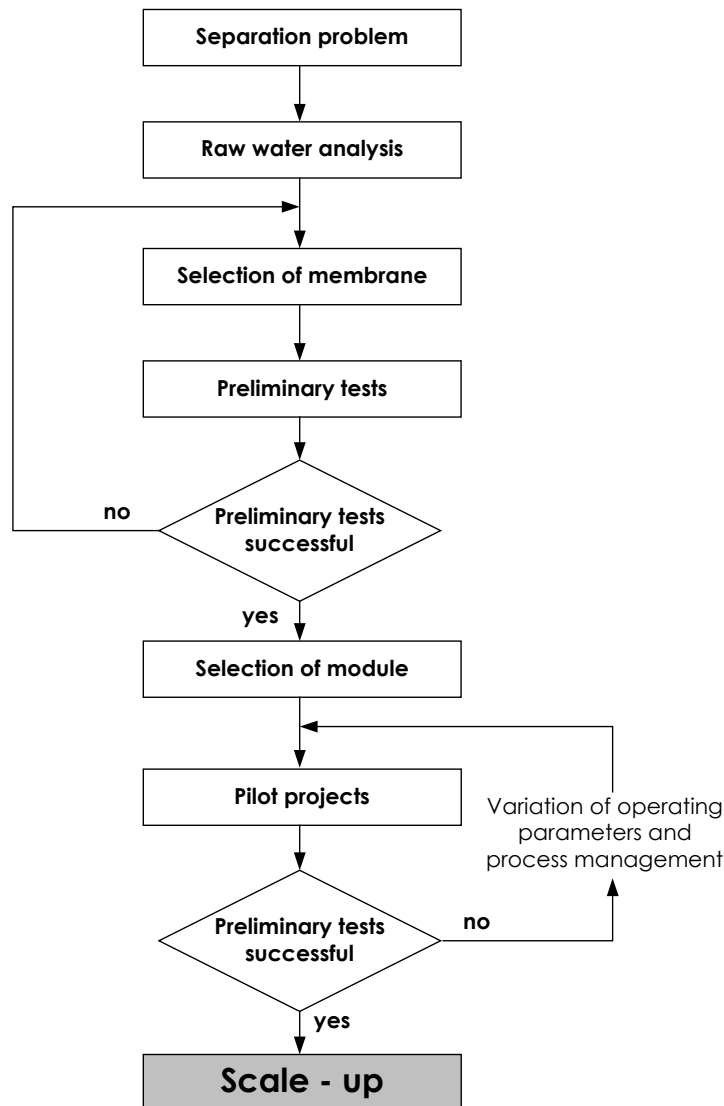 Separation problem
Raw water analysis
Selection of membrane
Preliminary tests
no
Preliminary tests
successful
yes
Selection of module
Pilot projects
Variation of operating
parameters and
process management
Preliminary tests
successful
no
yes
Scale - up